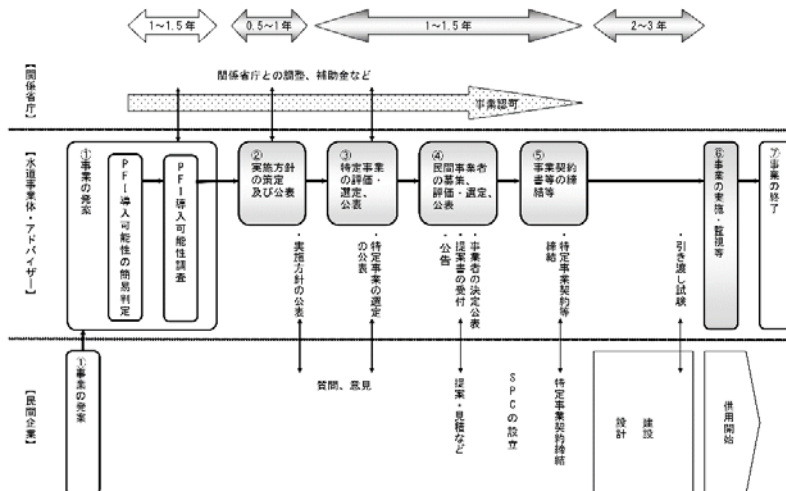 1～1.5年
0.5～1年
1～1.5年
2～3年
【関係省庁】
関係省庁との調整、補助金など
事業認可
【水道事業体・アドバイザー】
①事業の発案
PFI導入可能性の簡易判定
PFI導入可能性調査
②
実施方針
の策定
及び公表
③
特定事業
の評価・
選定、
公表
④
民間事業者
の募集、
評価・選定、
公表
⑤
事業契約
書等の締
結等
⑥事業の実施・監視等
⑦事業の終了
・実施方針の公表
・特定事業の選定
の公表
・事業者の決定公表
・提案書の受付
・公告
・特定事業契約等
締結
・引き渡し試験
【民間企業】
①事業の発案
質問、意見
提案・見積など
SPCの設立
特定事業契約締結
建設
設計
供用開始